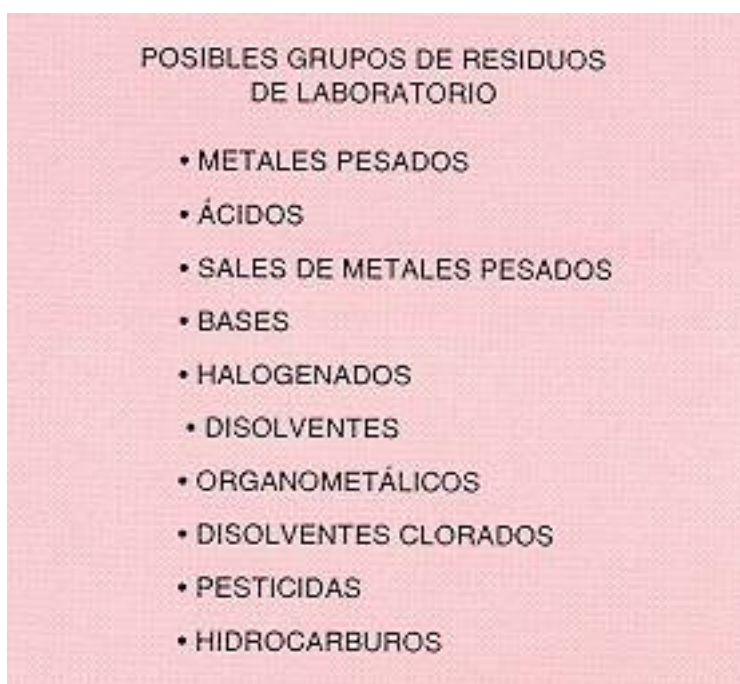 POSIBLES GRUPOS DE RESIDUOS
DE LABORATORIO
• METALES PESADOS
• ÁCIDOS
• SALES DE METALES PESADOS
• BASES
• HALOGENADOS
• DISOLVENTES
• ORGANOMETÁLICOS
• DISOLVENTES CLORADOS
• PESTICIDAS
• HIDROCARBUROS